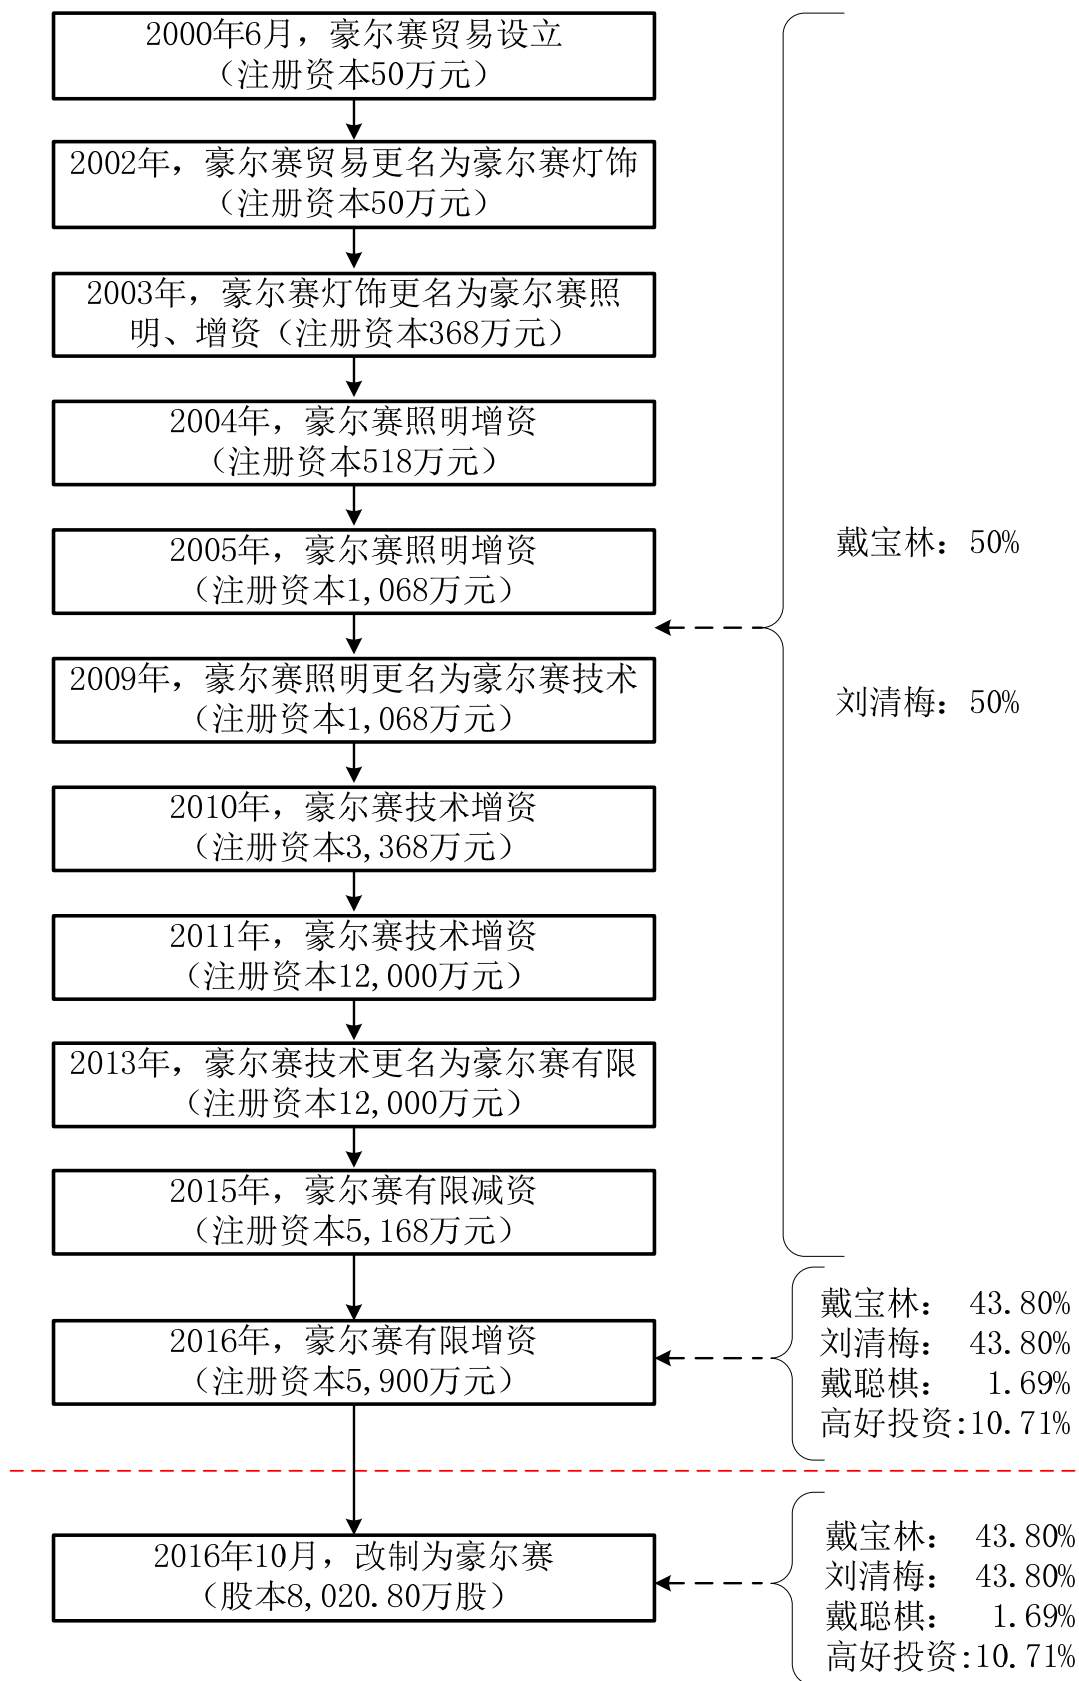 2000年6月，豪尔赛贸易设立
（注册资本50万元）
2002年，豪尔赛贸易更名为豪尔赛灯饰
（注册资本50万元）
2003年，豪尔赛灯饰更名为豪尔赛照
明、增资（注册资本368万元）
2004年，豪尔赛照明增资
（注册资本518万元）
2005年，豪尔赛照明增资
（注册资本1,068万元）
2009年，豪尔赛照明更名为豪尔赛技术
（注册资本1,068万元）
2010年，豪尔赛技术增资
（注册资本3,368万元）
2011年，豪尔赛技术增资
（注册资本12,000万元）
2013年，豪尔赛技术更名为豪尔赛有限
（注册资本12,000万元）
2015年，豪尔赛有限减资
（注册资本5,168万元）
戴宝林：50%
刘清梅：50%
2016年，豪尔赛有限增资
（注册资本5,900万元）
戴宝林： 43.80%
刘清梅： 43.80%
戴聪棋： 1.69%
高好投资:10.71%
2016年10月，改制为豪尔赛
（股本8,020.80万股）
戴宝林： 43.80%
刘清梅： 43.80%
戴聪棋： 1.69%
高好投资:10.71%